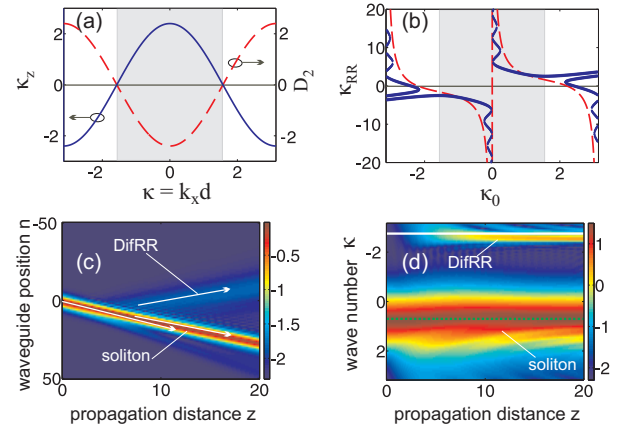 (a)
κz
2
0
-2
-2
0
2
κ = kxd
2
0
2
D2
(b)
κRR
20
10
0
-10
-20
-2
0
2
κ0
(c)
waveguide position n
-50
0
50
DifRR
soliton
0
5
10
15
20
propagation distance z
-0
-0.5
-1
-1.5
-2
(d)
wave number κ
-2
0
2
DifRR
soliton
0
5
10
15
20
propagation distance z
1
0
-1
-2